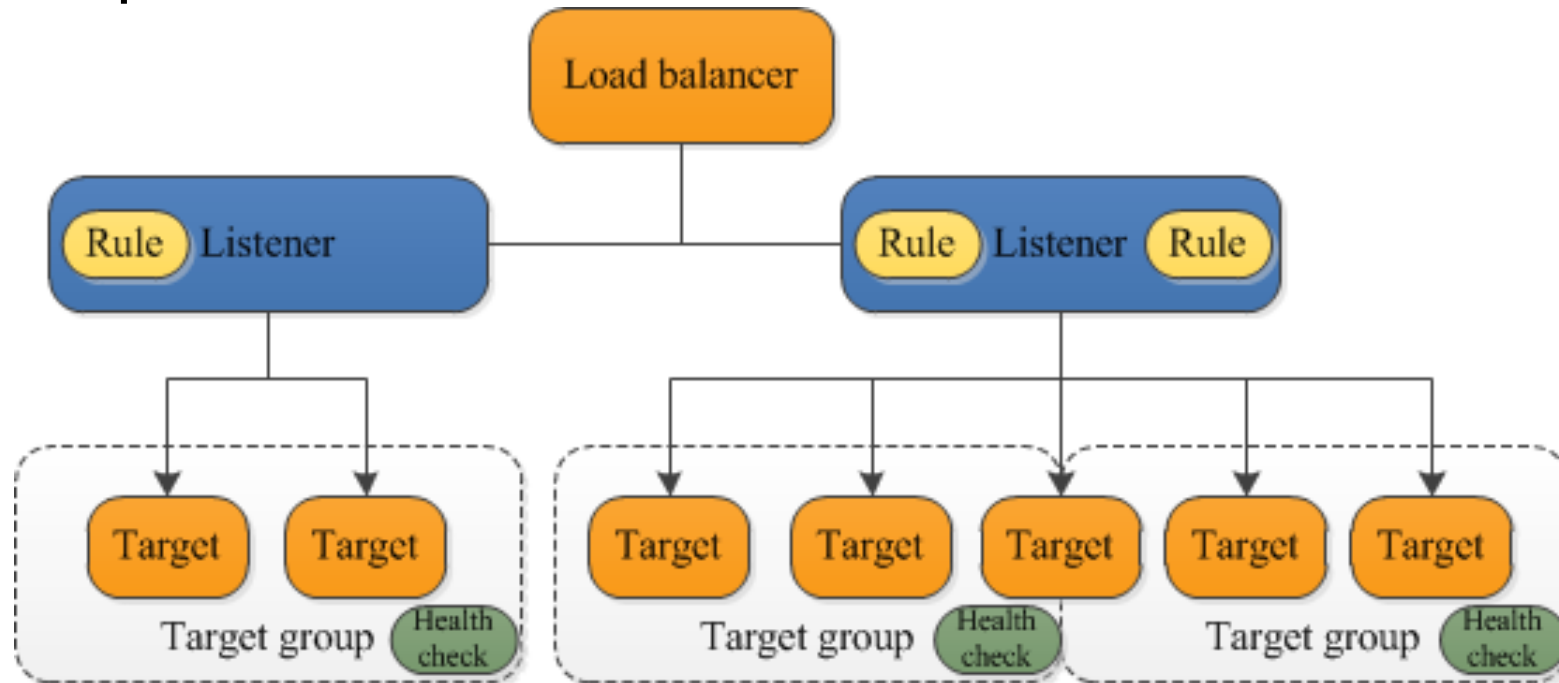 Load balancer
Rule Listener
Rule Listener Rule
Target
Target
Target
Target
Target
Target
Target
Target group
Health
check
Target group
Health
check
Target group
Health
check